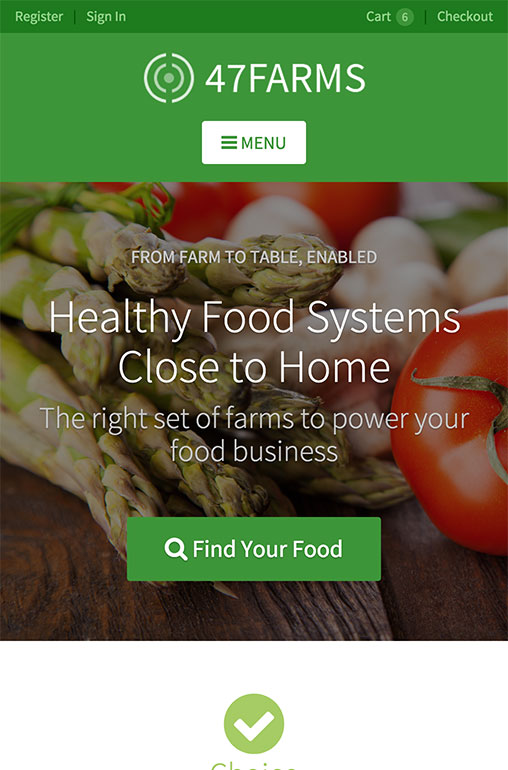 Register | Sign In
Cart 6 | Checkout
47FARMS
MENU
FROM FARM TO TABLE, ENABLED
Healthy Food Systems
Close to Home
The right set of farms to power your
food business
Find Your Food
Choice